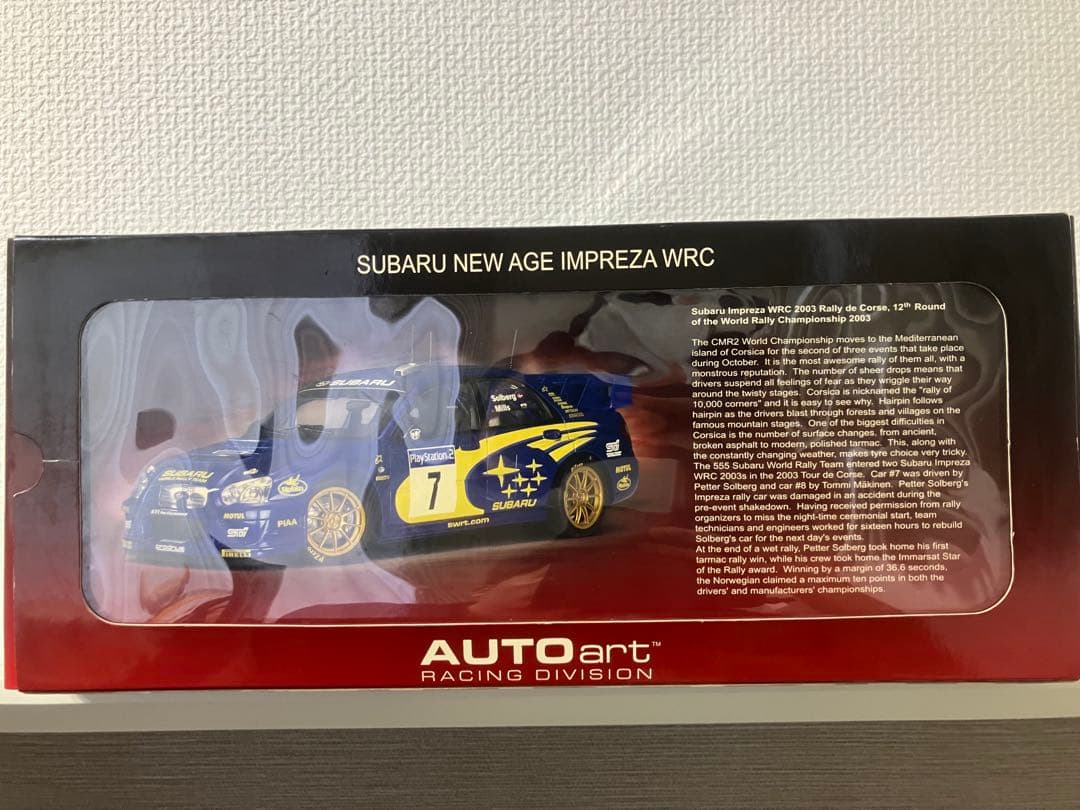 SUBARU NEW AGE IMPREZA WRC
Subaru Impreza WRC 2003 Rally de Corse, 12th Round
of the World Rally Championship 2003
The CMR2 World Championship moves to the Mediterranean
island of Corsica for the second of three events that take place
during October. It is the most awesome rally of them all, with a
monstrous reputation. The number of sheer drops means that
drivers suspend all feelings of fear as they wriggle their way
around the twisty stages. Corsica is nicknamed the "rally of
10,000 corners" and it is easy to see why. Hairpin follows
hairpin as the drivers blast through forests and villages on the
famous mountain stages. One of the biggest difficulties in
Corsica is the number of surface changes, from ancient,
broken asphalt to modern, polished tarmac. This, along with
the constantly changing weather, makes tyre choice very tricky.
The 555 Subaru World Rally Team entered two Subaru Impreza
WRC 2003s in the 2003 Tour de Corse. Car #7 was driven by
Petter Solberg and car #8 by Tommi Mäkinen. Petter Solberg's
Impreza rally car was damaged in an accident during the
pre-event shakedown. Having received permission from rally
organizers to miss the night-time ceremonial start, team
technicians and engineers worked for sixteen hours to rebuild
Solberg's car for the next day's events.
At the end of a wet rally, Petter Solberg took home his first
tarmac rally win, while his crew took home the Immarsat Star
of the Rally award. Winning by a margin of 36.6 seconds,
the Norwegian claimed a maximum ten points in both the
drivers' and manufacturers' championships.
SUBARU
Solberg
Mills
PlayStation.2
7
SUBARU
swrt.com
SUBARU
MOTUL
PIAA
PIRELLI
MOTUL
AUTOart™
RACING DIVISION